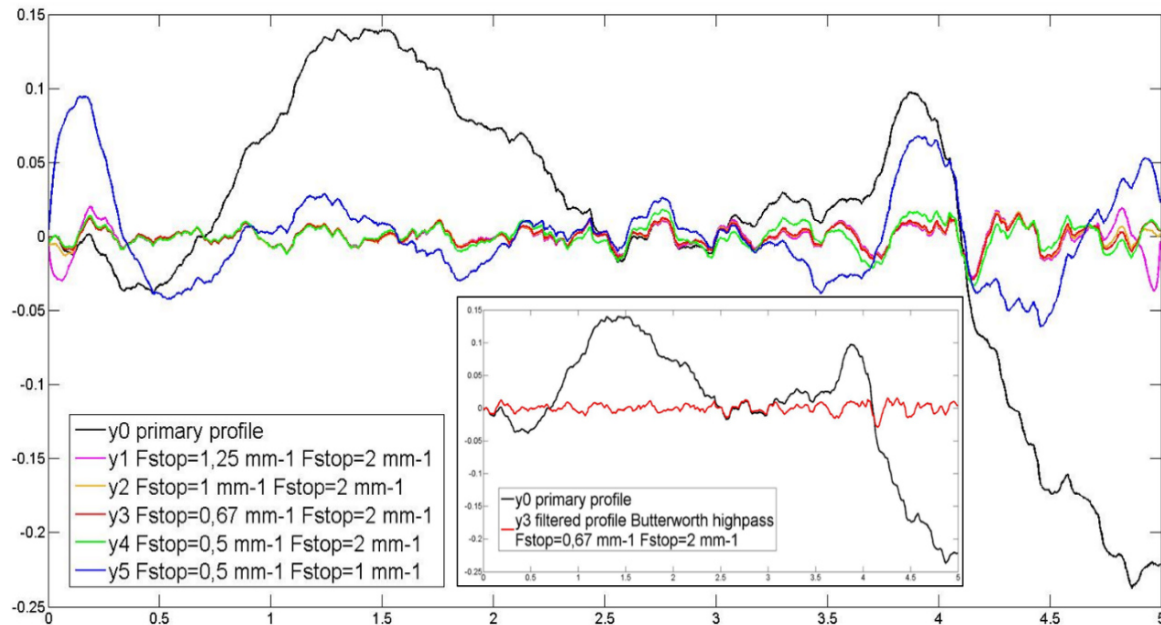 0.15
0.1
0.05
0
-0.05
-0.1
-0.15
-0.2
-0.25
0 0.5 1 1.5 2 2.5 3 3.5 4 4.5 5
y0 primary profile
y1 Fstop=1,25 mm-1 Fstop=2 mm-1
y2 Fstop=1 mm-1 Fstop=2 mm-1
y3 Fstop=0,67 mm-1 Fstop=2 mm-1
y4 Fstop=0,5 mm-1 Fstop=2 mm-1
y5 Fstop=0,5 mm-1 Fstop=1 mm-1
0.15
0.1
0.05
0
-0.05
-0.1
-0.15
-0.2
-0.25
0 0.5 1 1.5 2 2.5 3 3.5 4 4.5 5
y0 primary profile
y3 filtered profile Butterworth highpass
Fstop=0,67 mm-1 Fstop=2 mm-1